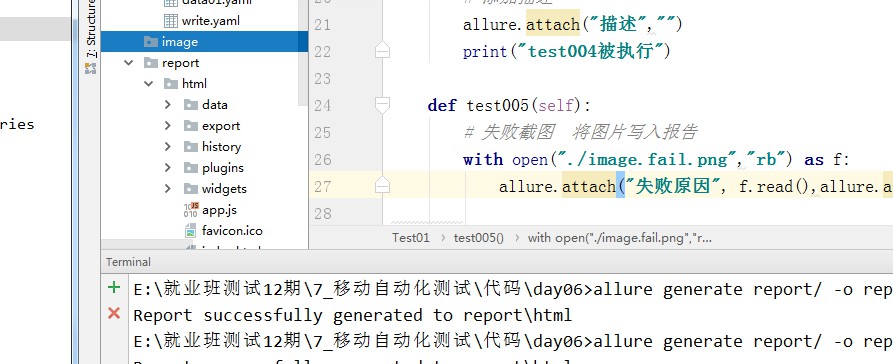 data01.yaml
write.yaml
image
report
html
data
export
history
plugins
widgets
app.js
favicon.ico
7: Structure
ries
21 allure.attach("描述","")
22 print("test004被执行")
23
24 def test005(self):
25 # 失败截图 将图片写入报告
26 with open("./image.fail.png","rb") as f:
27 allure.attach("失败原因", f.read(),allure.a
28
Test01 › test005() › with open("./image.fail.png","r...
Terminal
E:\就业班测试12期\7_移动自动化测试\代码\day06>allure generate report/ -o rep
Report successfully generated to report\html
E:\就业班测试12期\7_移动自动化测试\代码\day06>allure generate report/ -o rep